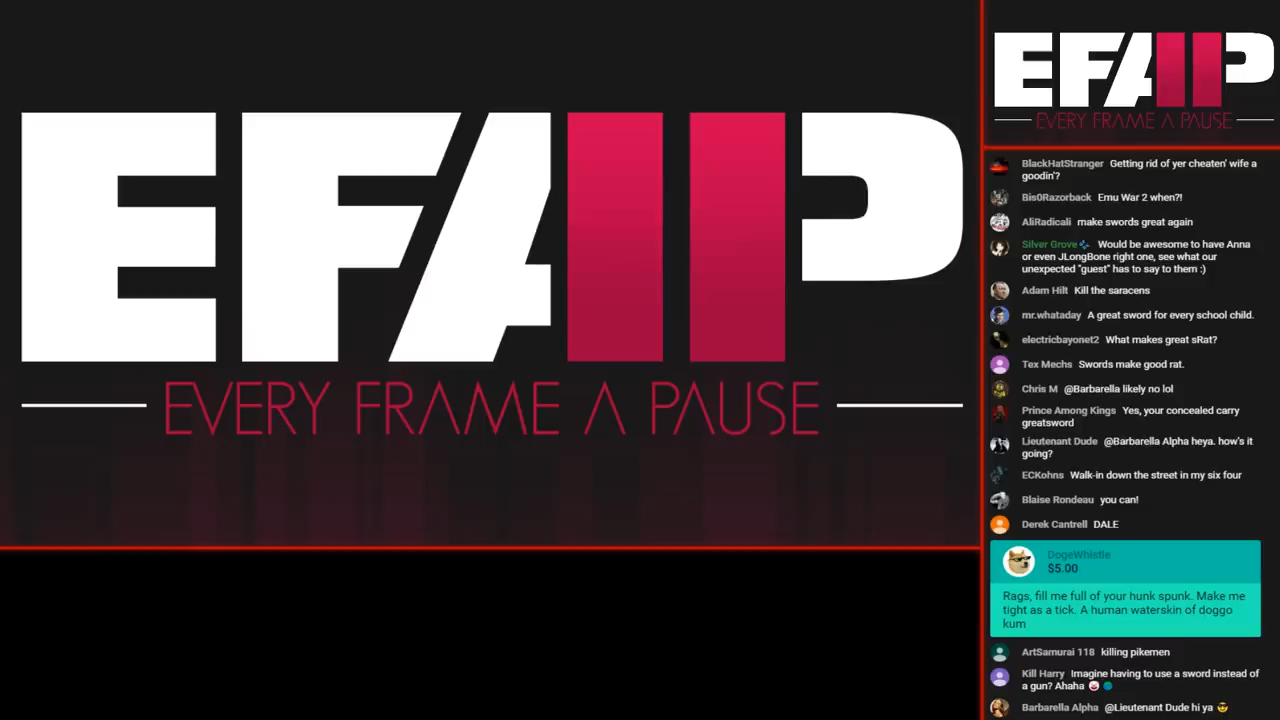 EFAP
EVERY FRAME A PAUSE
EFAP
EVERY FRAME A PAUSE
BlackHatStranger Getting rid of yer cheaten' wife a
goodin'?
Bis0Razorback Emu War 2 when?!
AliRadicali make swords great again
Silver Grove Would be awesome to have Anna
or even JLongBone right one, see what our
unexpected "guest" has to say to them :)
Adam Hilt Kill the saracens
mr.whataday A great sword for every school child.
electricbayonet2 What makes great sRat?
Tex Mechs Swords make good rat.
Chris M @Barbarella likely no lol
Prince Among Kings Yes, your concealed carry
greatsword
Lieutenant Dude @Barbarella Alpha heya. how's it
going?
ECKohns Walk-in down the street in my six four
Blaise Rondeau you can!
Derek Cantrell DALE
DogeWhistle
$5.00
Rags, fill me full of your hunk spunk. Make me
tight as a tick. A human waterskin of doggo
kum
ArtSamurai 118 killing pikemen
Kill Harry Imagine having to use a sword instead of
a gun? Ahaha
Barbarella Alpha @Lieutenant Dude hi ya